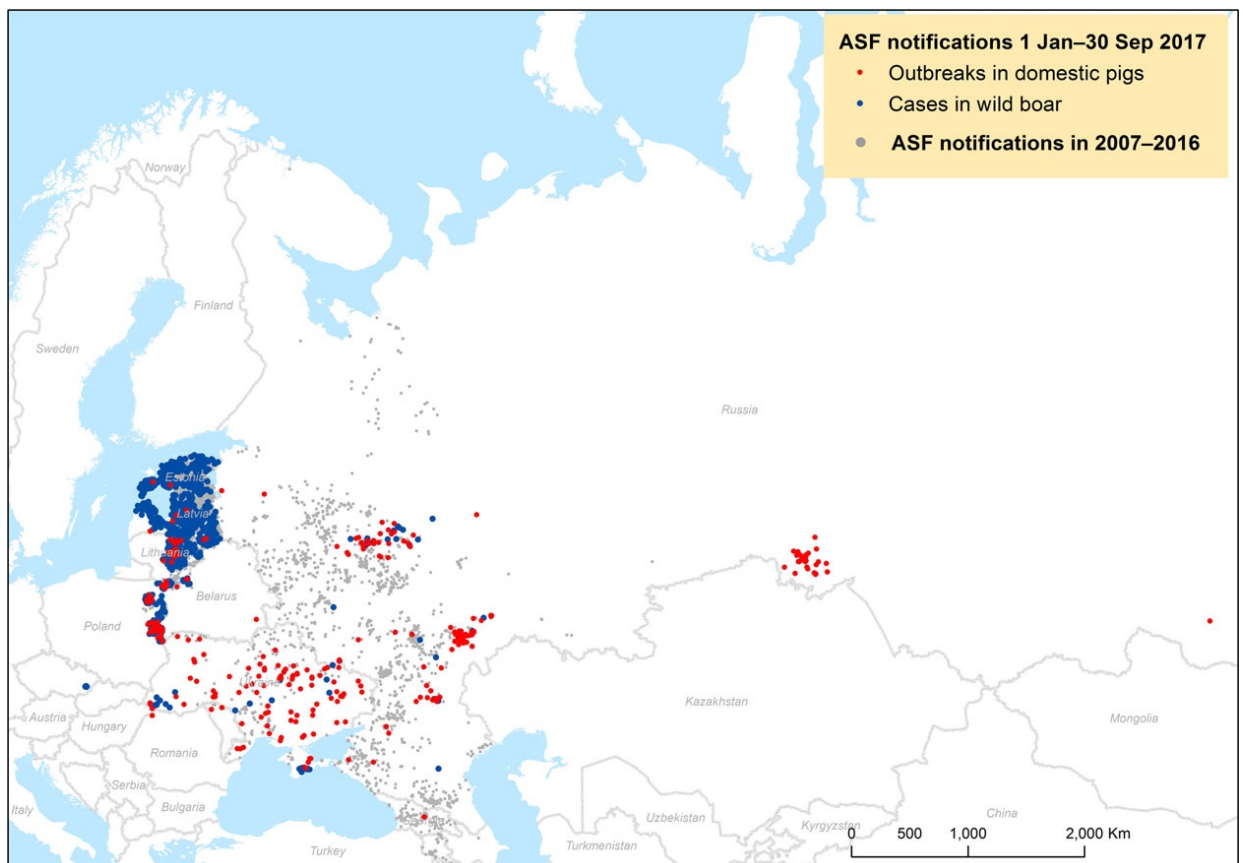 ASF notifications 1 Jan–30 Sep 2017
Outbreaks in domestic pigs
Cases in wild boar
ASF notifications in 2007–2016
Norway
Finland
Sweden
Russia
Estonia
Latvia
Lithuania
Belarus
Poland
Ukraine
Kazakhstan
Austria
Hungary
Mongolia
Romania
Serbia
Italy
Bulgaria
Uzbekistan
China
Kyrgyzstan
Turkmenistan
Turkey
0 500 1,000 2,000 Km